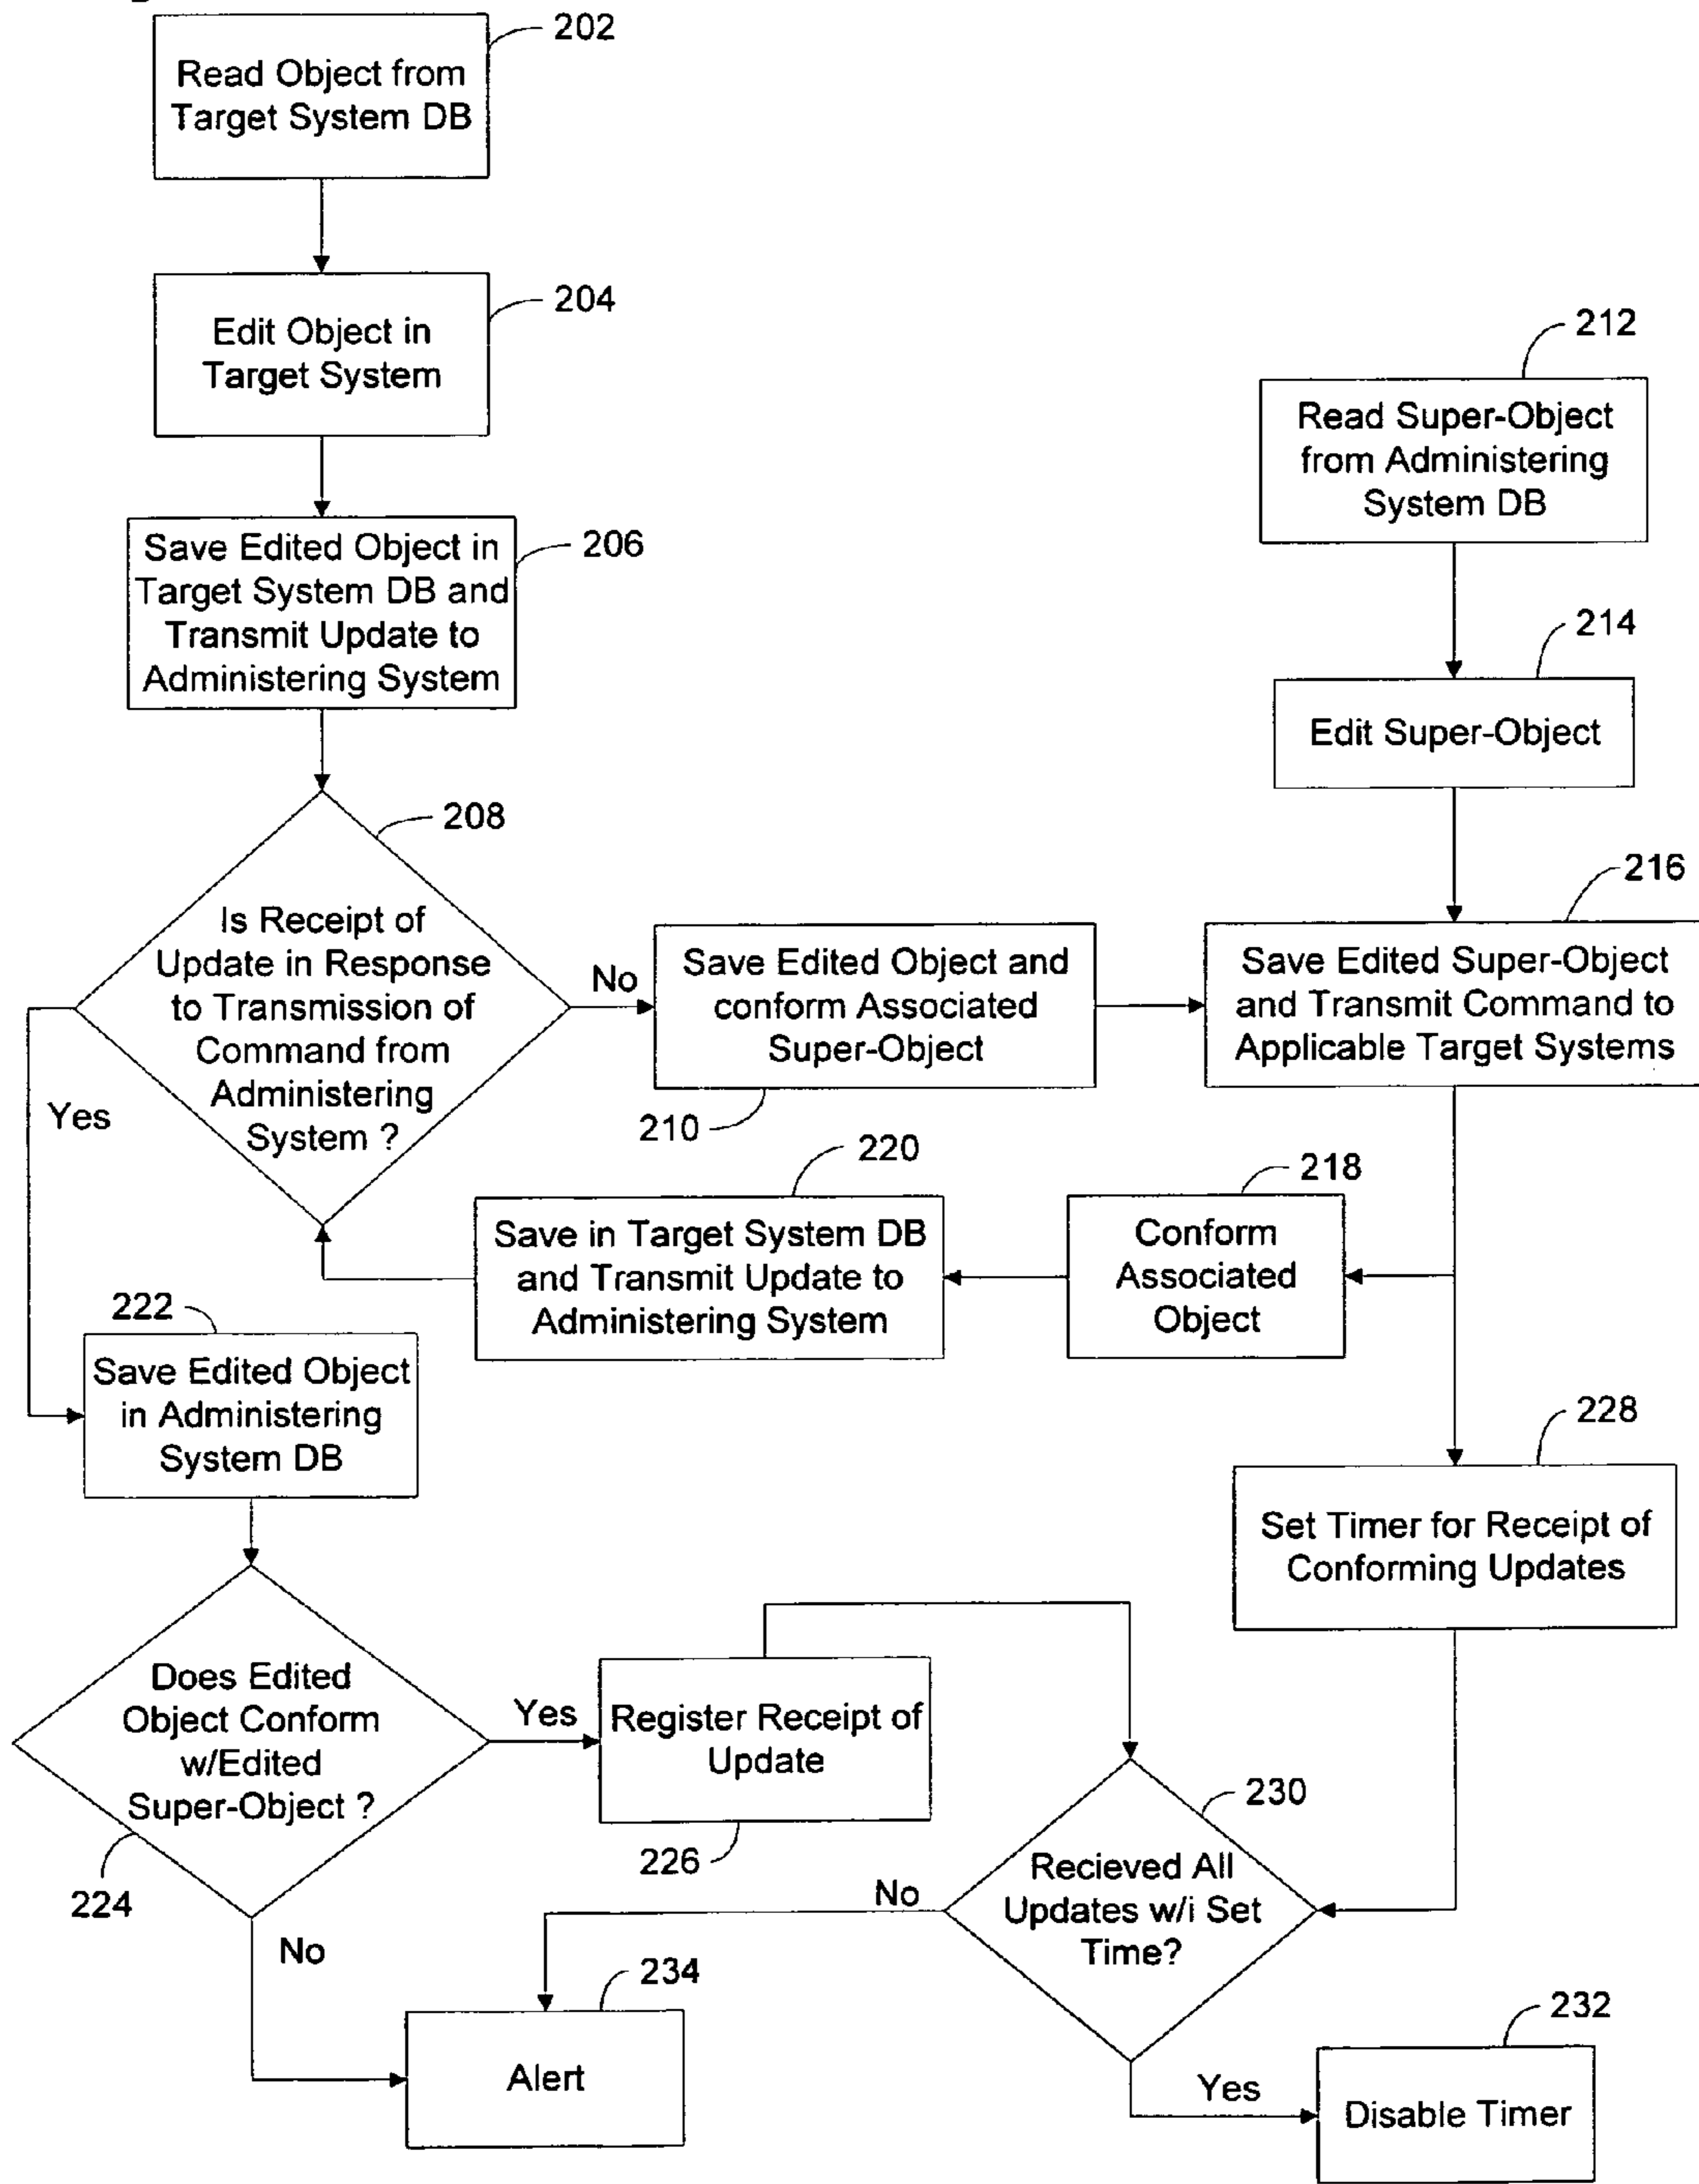 202
Read Object from
Target System DB
204
Edit Object in
Target System
212
Read Super-Object
from Administering
System DB
206
Save Edited Object in
Target System DB and
Transmit Update to
Administering System
214
Edit Super-Object
208
Is Receipt of
Update in Response
to Transmission of
Command from
Administering
System ?
No
Yes
Save Edited Object and
conform Associated
Super-Object
210
216
Save Edited Super-Object
and Transmit Command to
Applicable Target Systems
220
Save in Target System DB
and Transmit Update to
Administering System
218
Conform
Associated
Object
222
Save Edited Object
in Administering
System DB
228
Set Timer for Receipt of
Conforming Updates
Does Edited
Object Conform
w/Edited
Super-Object ?
224
Yes
No
Register Receipt of
Update
226
230
Recieved All
Updates w/i Set
Time?
No
Yes
234
Alert
232
Disable Timer